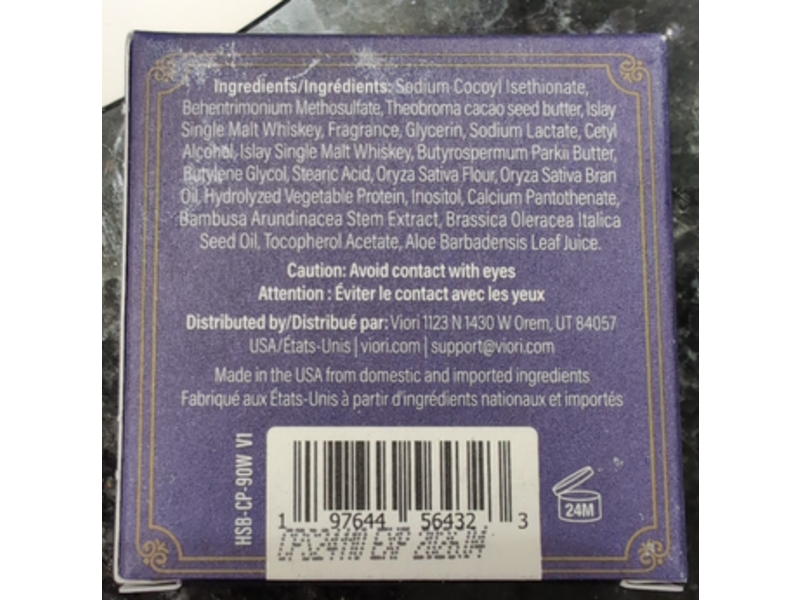 Ingredients/Ingrédients: Sodium Cocoyl Isethionate,
Behentrimonium Methosulfate, Theobroma cacao seed butter, Islay
Single Malt Whiskey, Fragrance, Glycerin, Sodium Lactate, Cetyl
Alcohol, Islay Single Malt Whiskey, Butyrospermum Parkii Butter,
Butylene Glycol, Stearic Acid, Oryza Sativa Flour, Oryza Sativa Bran
Oil, Hydrolyzed Vegetable Protein, Inositol, Calcium Pantothenate,
Bambusa Arundinacea Stem Extract, Brassica Oleracea Italica
Seed Oil, Tocopherol Acetate, Aloe Barbadensis Leaf Juice.
Caution: Avoid contact with eyes
Attention : Éviter le contact avec les yeux
Distributed by/Distribué par: Viori 1123 N 1430 W Orem, UT 84057
USA/États-Unis | viori.com | support@viori.com
Made in the USA from domestic and imported ingredients
Fabriqué aux États-Unis à partir d'ingrédients nationaux et importés
HSB-CP-90W V1
1 97644 56432 3
EXP 2026.04
24M